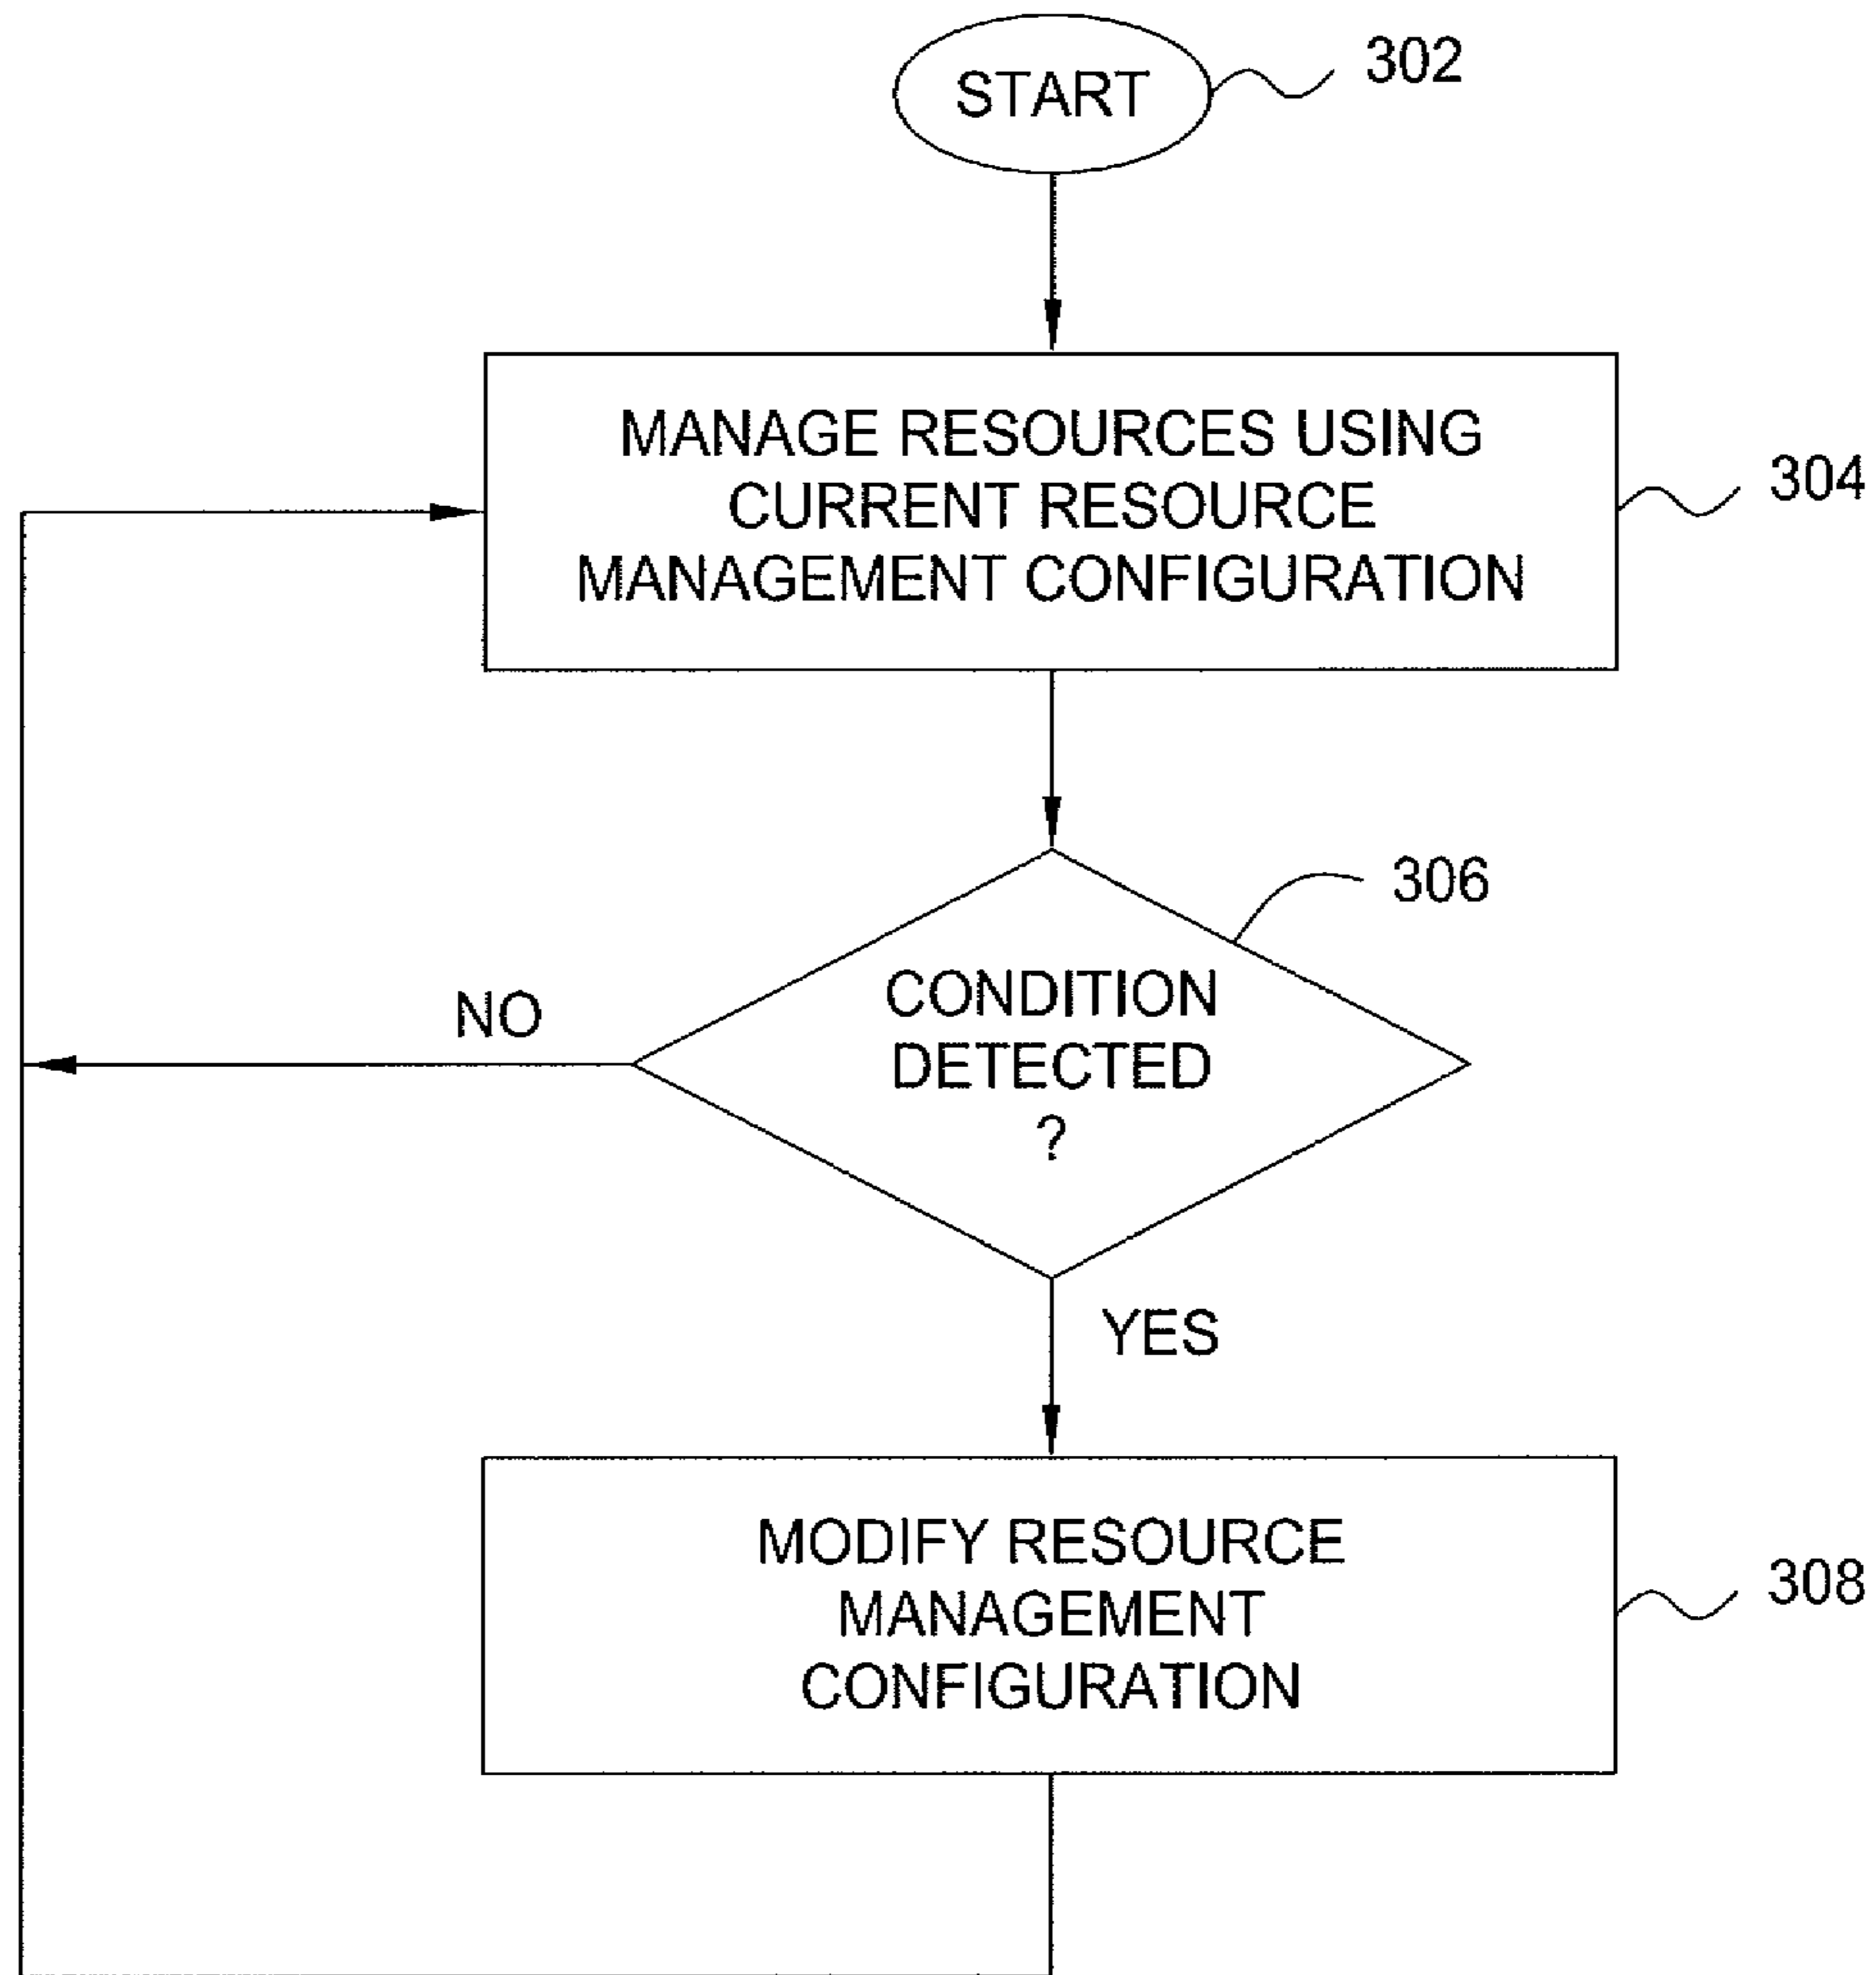 START
302
MANAGE RESOURCES USING
CURRENT RESOURCE
MANAGEMENT CONFIGURATION
304
306
CONDITION
DETECTED
?
NO
YES
MODIFY RESOURCE
MANAGEMENT
CONFIGURATION
308